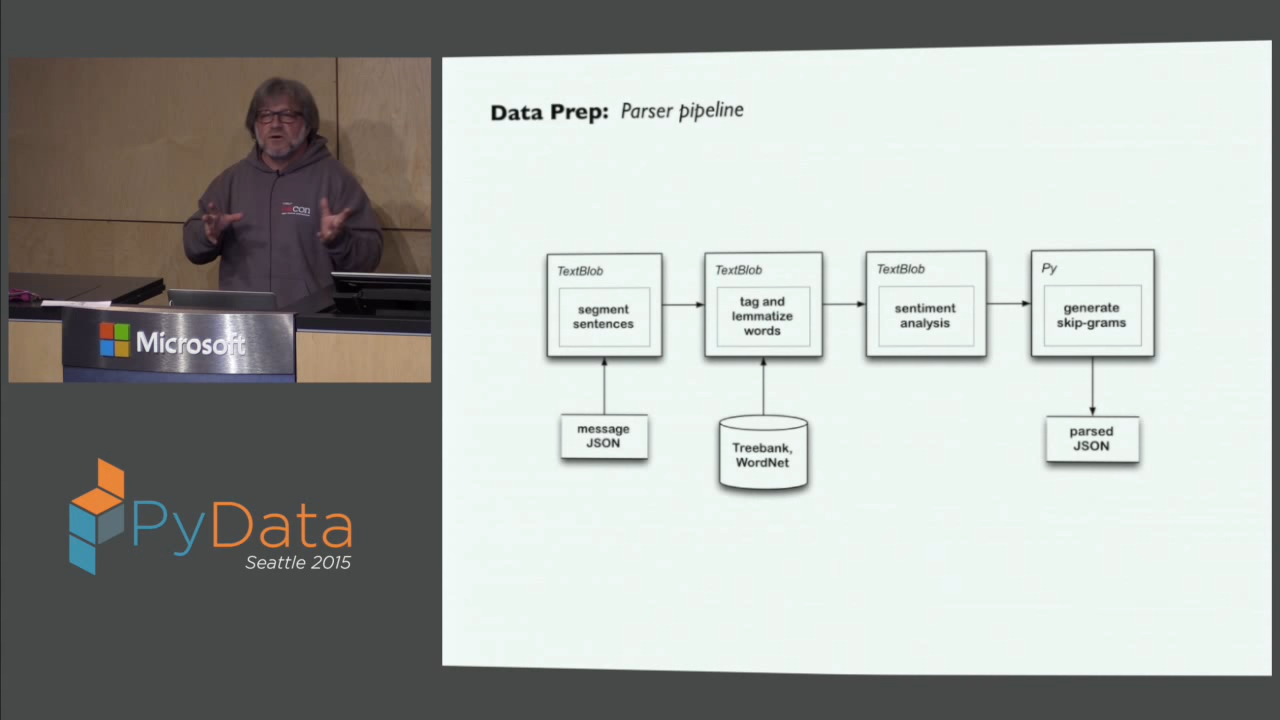 Data Prep: Parser pipeline
TextBlob
segment
sentences
TextBlob
tag and
lemmatize
words
TextBlob
sentiment
analysis
Py
generate
skip-grams
message
JSON
Treebank,
WordNet
parsed
JSON
Microsoft
PyData
Seattle 2015